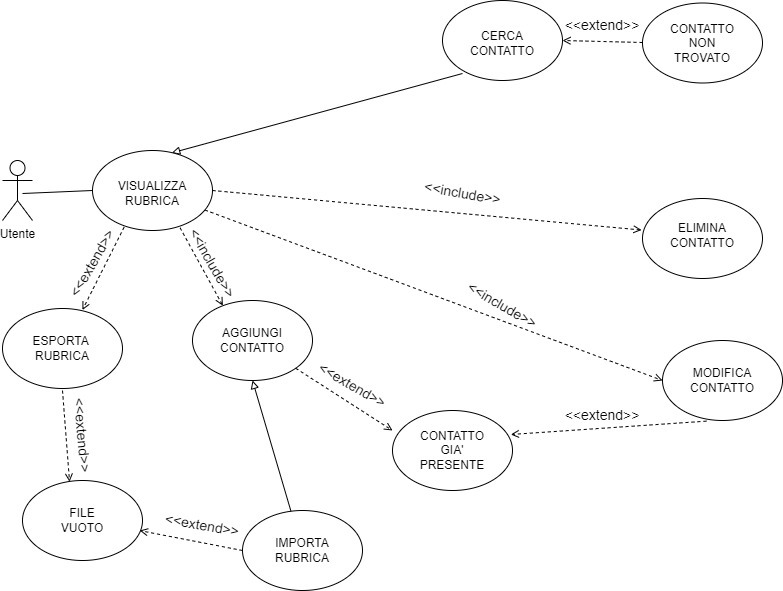 CERCA
CONTATTO
<<extend>>
CONTATTO
NON
TROVATO
VISUALIZZA
RUBRICA
Utente
<<include>>
ELIMINA
CONTATTO
<<extend>>
<<include>>
<<include>>
ESPORTA
RUBRICA
AGGIUNGI
CONTATTO
MODIFICA
CONTATTO
<<extend>>
<<extend>>
<<extend>>
CONTATTO
GIA'
PRESENTE
FILE
VUOTO
<<extend>>
IMPORTA
RUBRICA